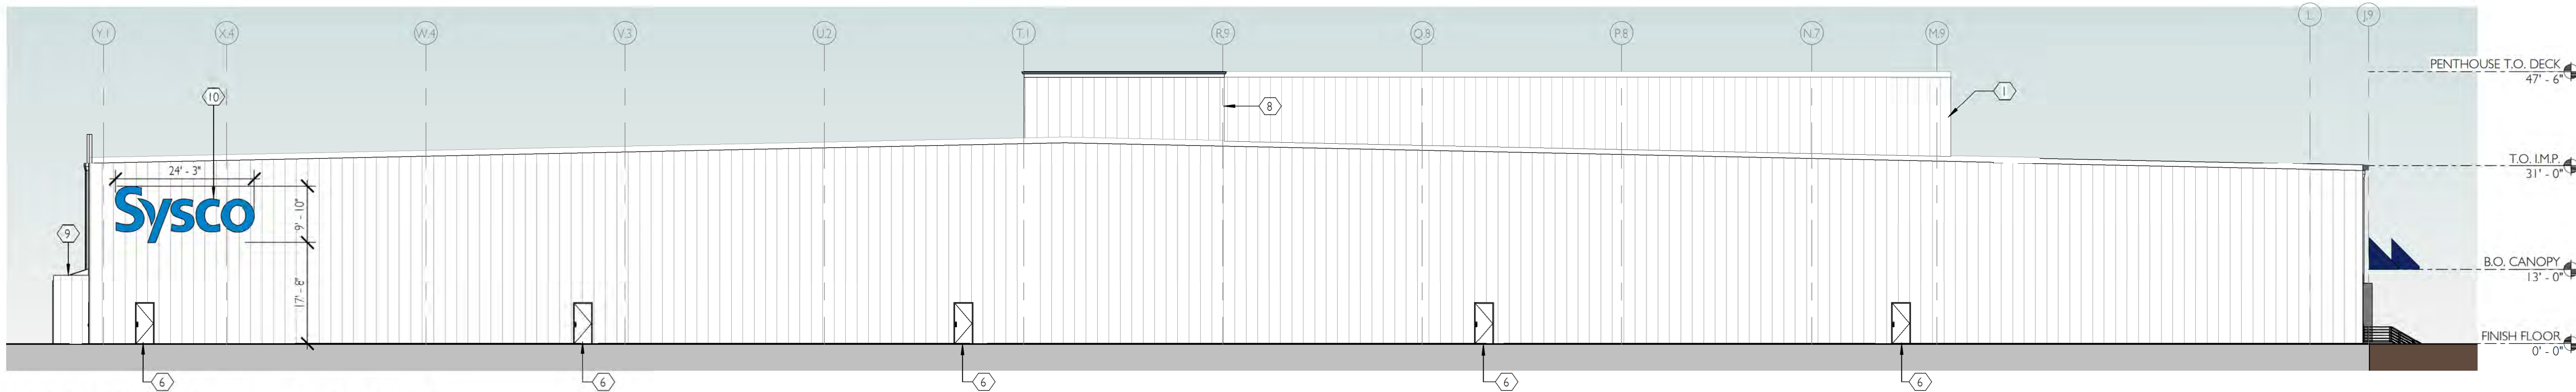 Y.1 X.4 W.4 V.3 U.2 T.1 R.9 Q.8 P.8 N.7 M.9 L J.9
PENTHOUSE T.O. DECK
47' - 6"
10
8
1
T.O. I.M.P.
31' - 0"
24' - 3"
Sysco
9' - 10"
9
B.O. CANOPY
13' - 0"
17' - 8"
FINISH FLOOR
0' - 0"
6 6 6 6 6